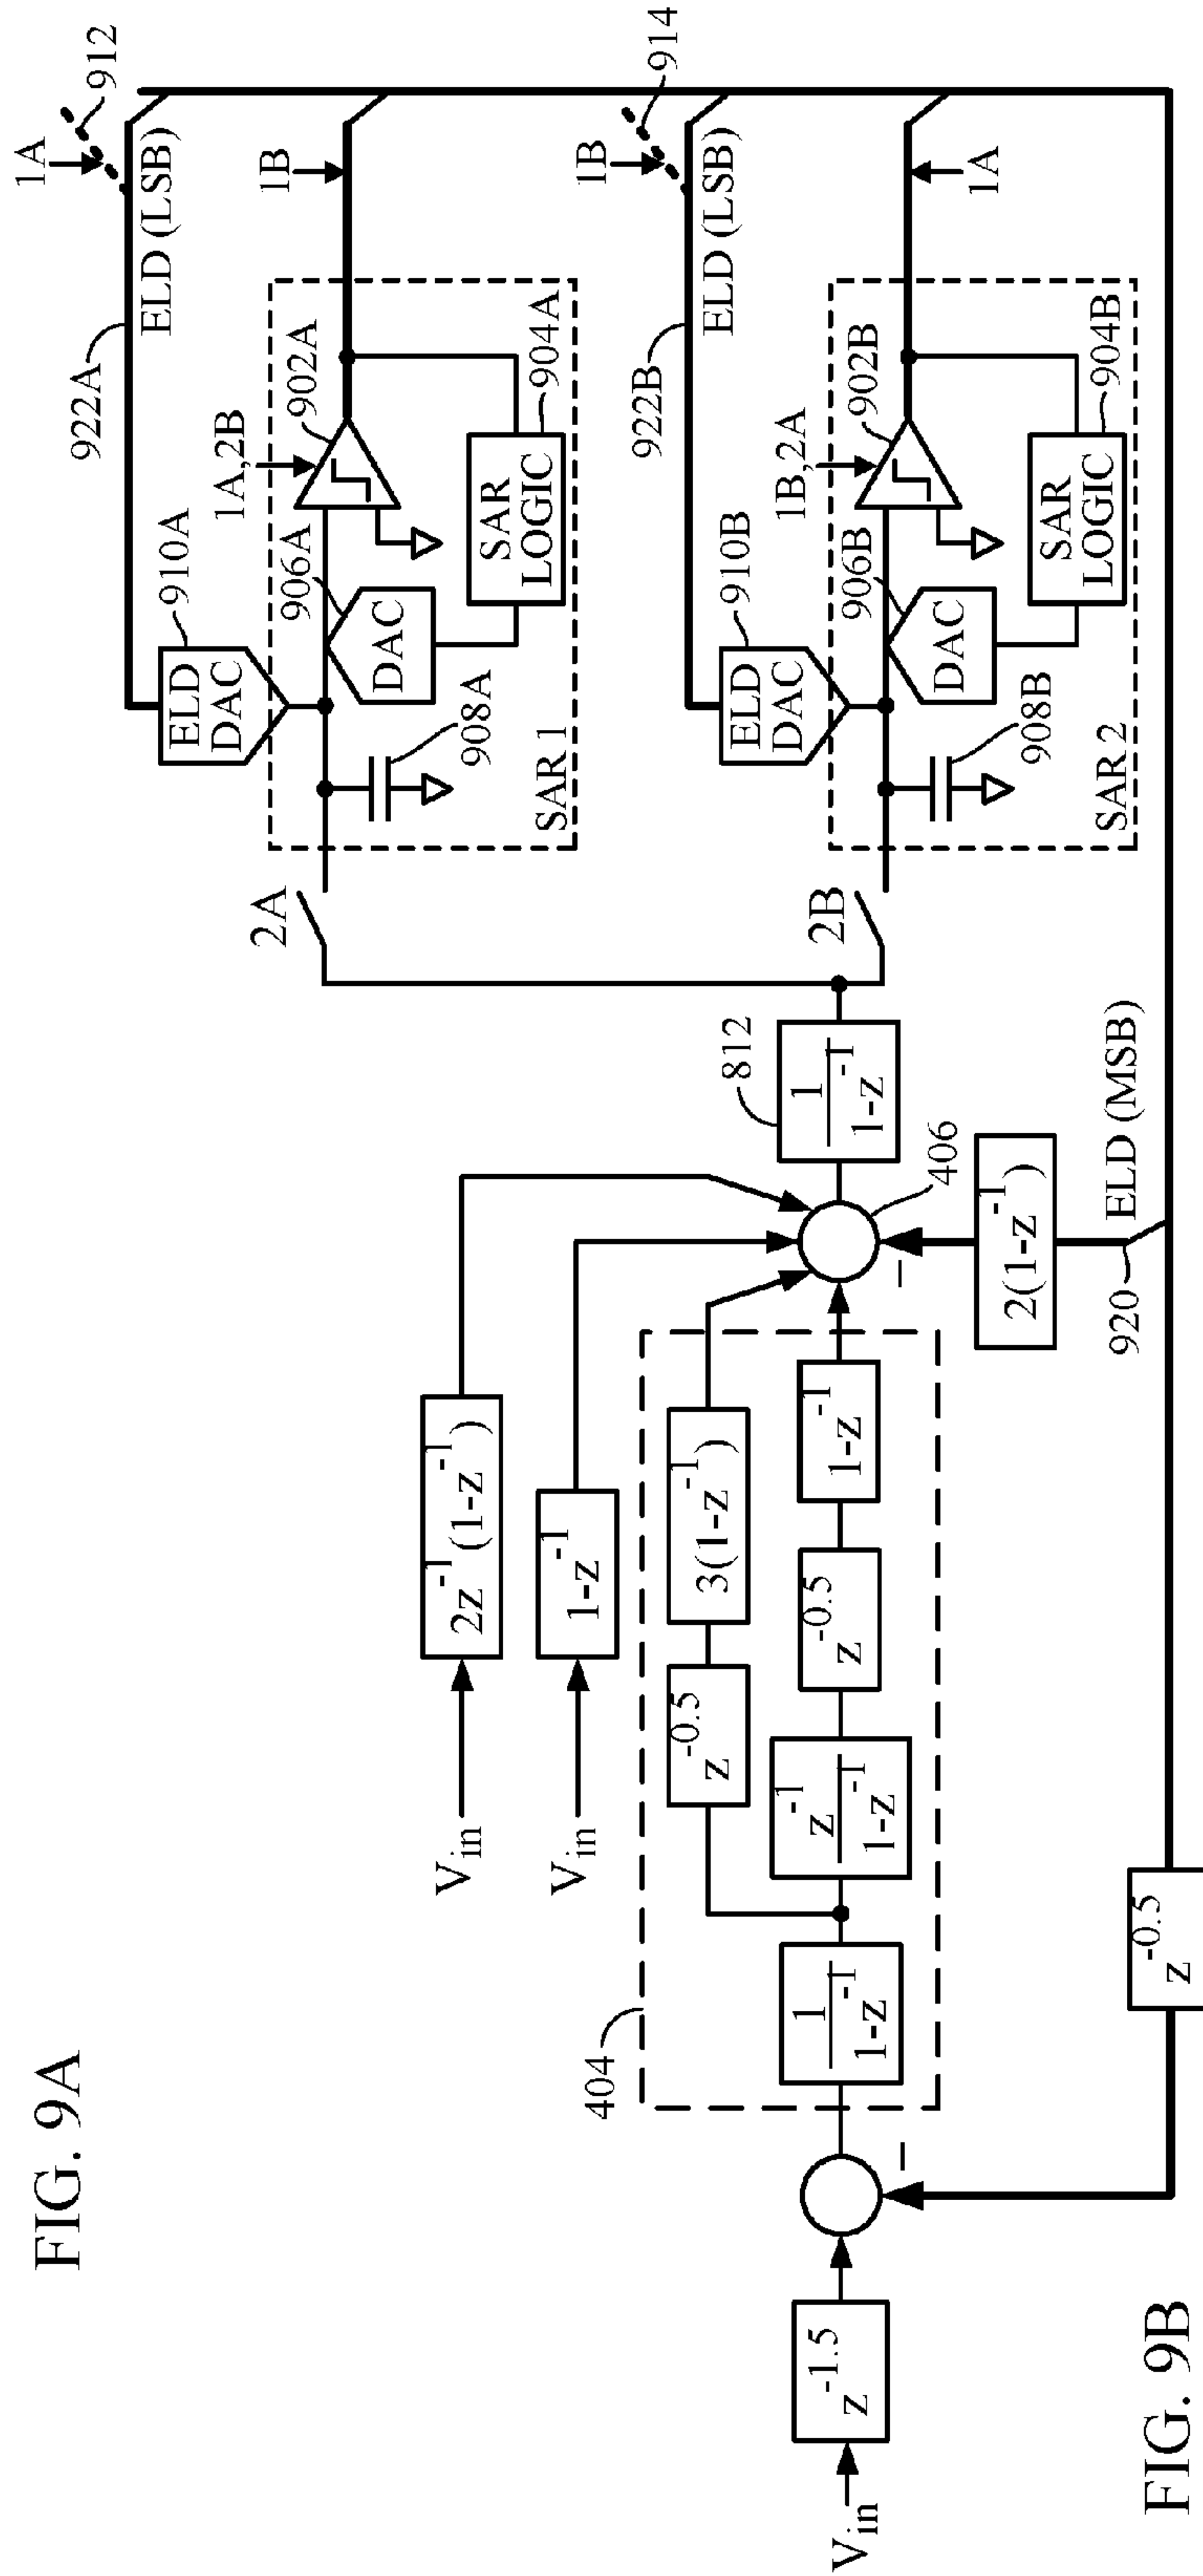 FIG. 9A
V_in
z^-1.5
404
1/(1-z^-1)
z^-0.5
3(1-z^-1)
z^-1/(1-z^-1)
z^-0.5
1-z^-1
V_in
2z^-1(1-z^-1)
V_in
1-z^-1
406
−
2(1-z^-1)
920
ELD (MSB)
812
1/(1-z^-1)
2A
2B
ELD DAC
910A
922A
ELD (LSB)
1A
912
908A
906A
DAC
1A,2B
902A
SAR LOGIC
904A
1B
SAR 1
ELD DAC
910B
922B
ELD (LSB)
1B
914
908B
906B
DAC
1B,2A
902B
SAR LOGIC
904B
1A
SAR 2
−
z^-0.5
FIG. 9B